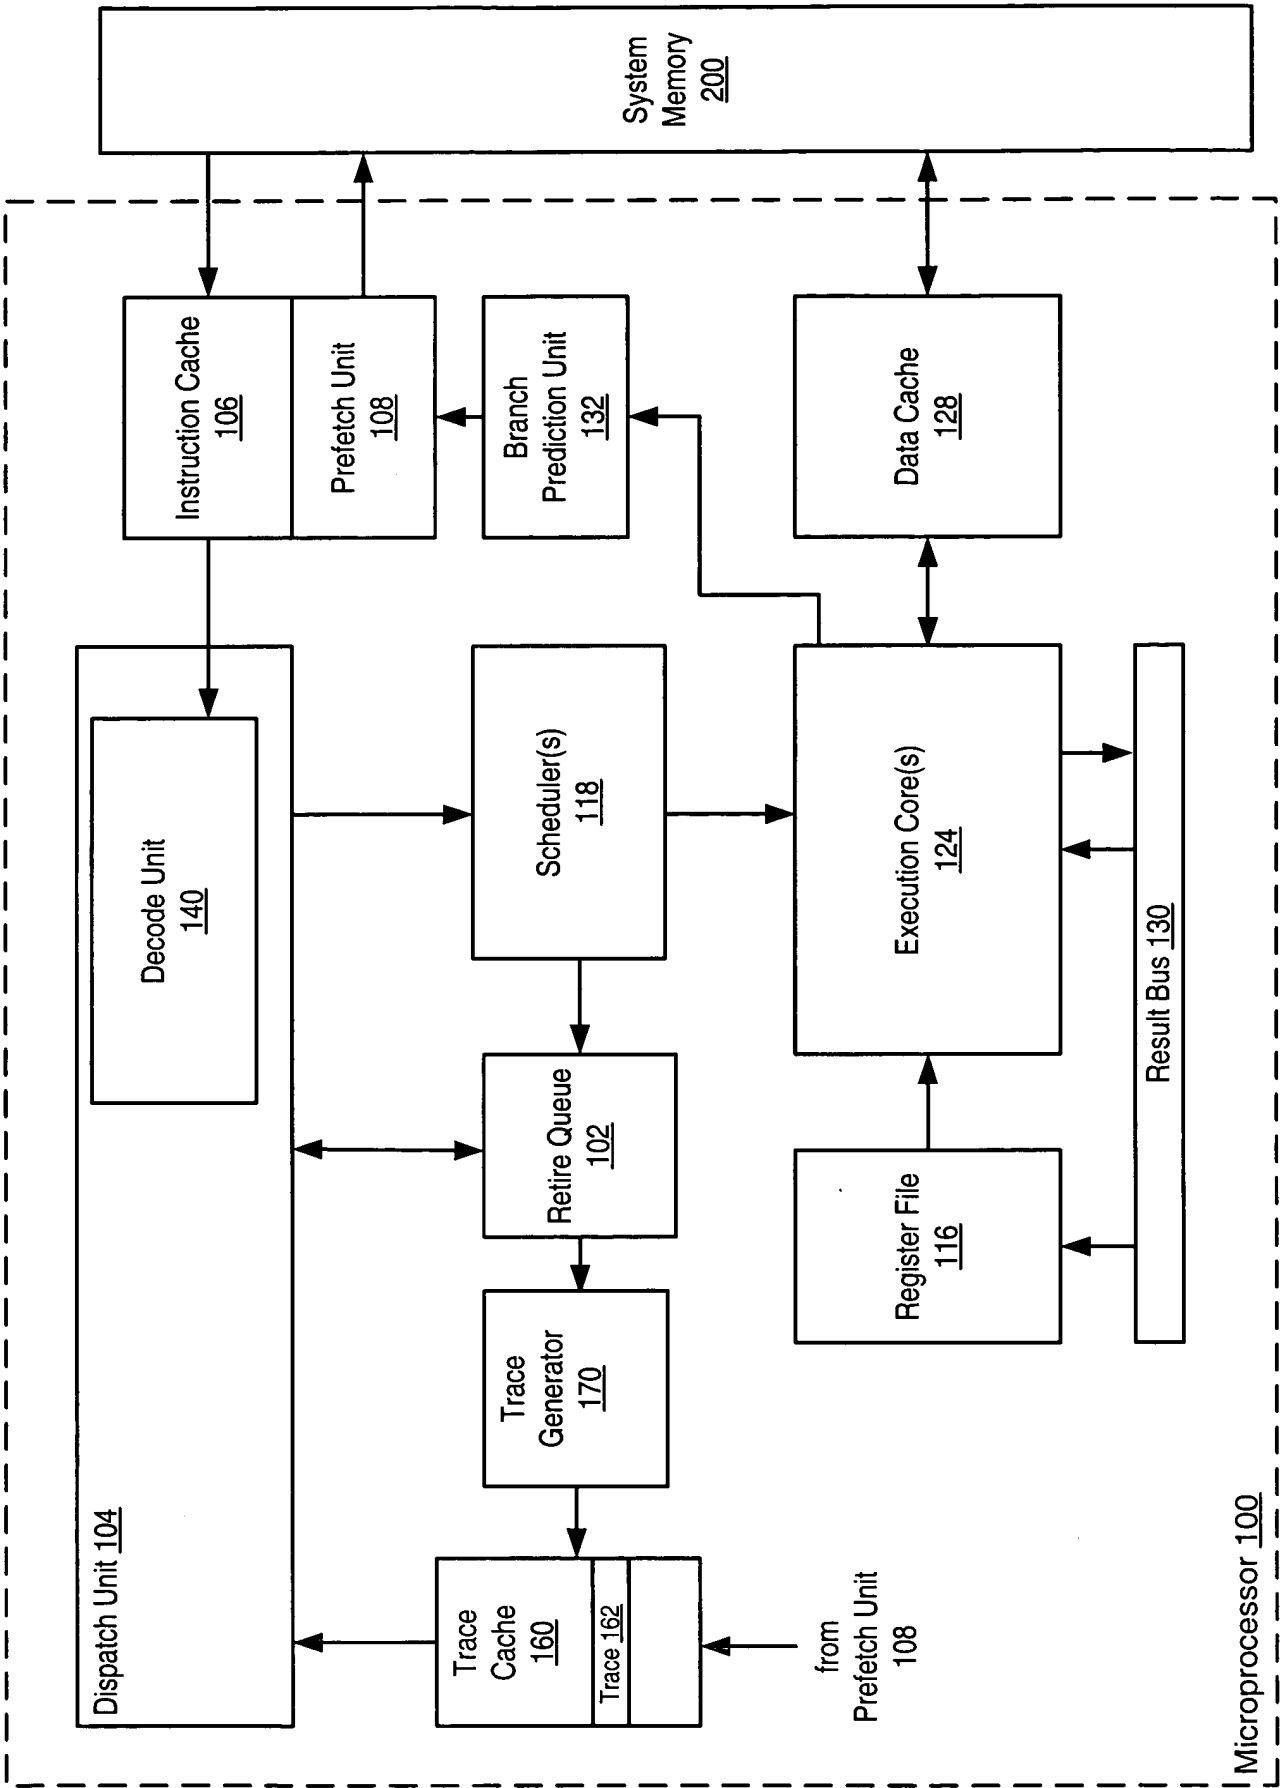 Dispatch Unit 104
Decode Unit
140
Instruction Cache
106
Prefetch Unit
108
System
Memory
200
Trace
Cache
160
Trace 162
from
Prefetch Unit
108
Trace
Generator
170
Retire Queue
102
Scheduler(s)
118
Branch
Prediction Unit
132
Register File
116
Execution Core(s)
124
Data Cache
128
Result Bus 130
Microprocessor 100